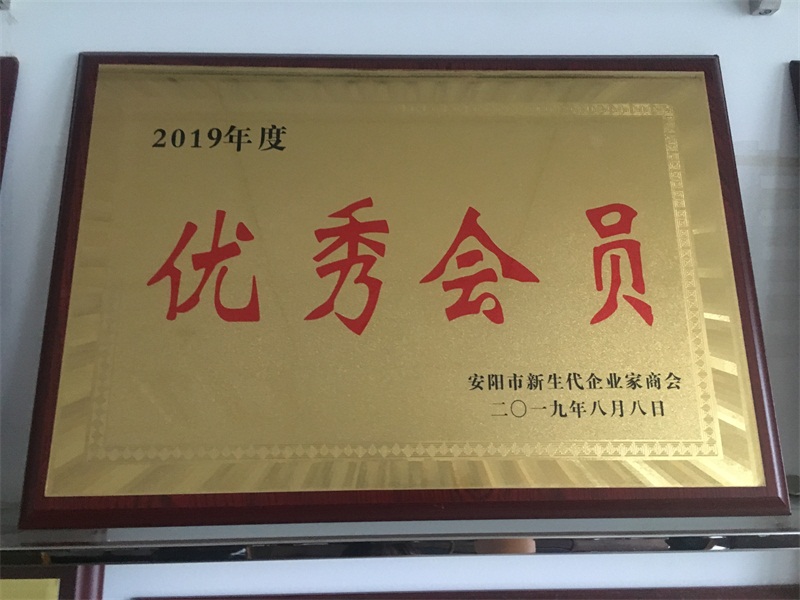 2019年度
优秀会员
安阳市新生代企业家商会
二〇一九年八月八日